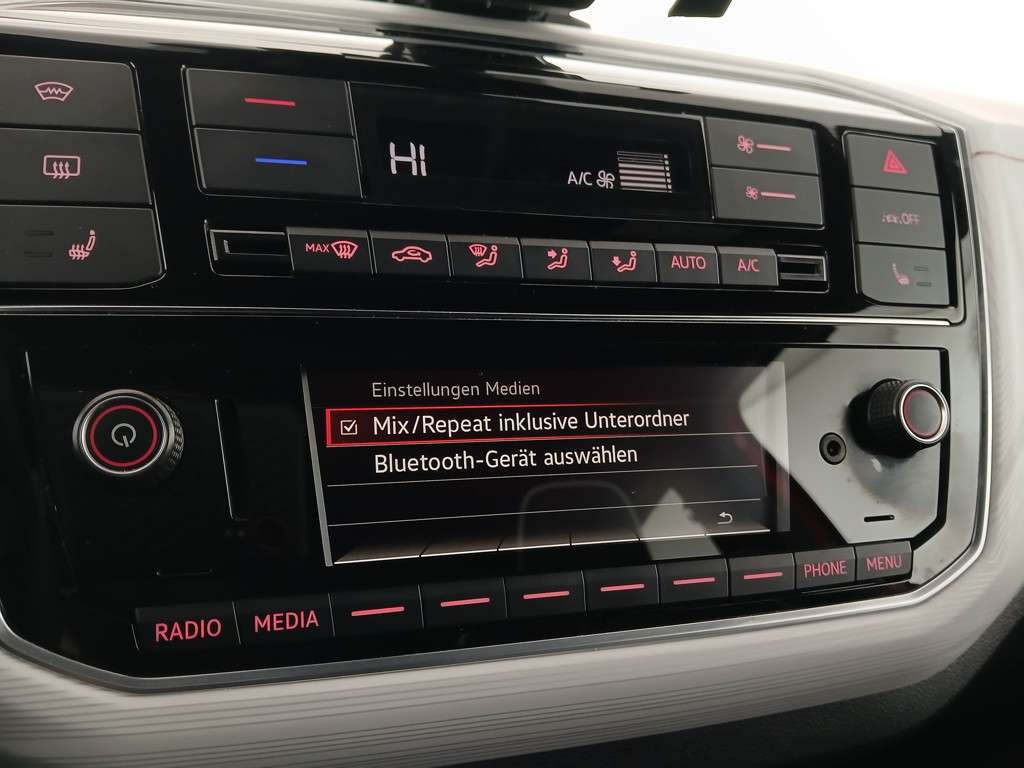 HI
A/C
OFF
MAX
AUTO
A/C
Einstellungen Medien
Mix/Repeat inklusive Unterordner
Bluetooth-Gerät auswählen
RADIO
MEDIA
PHONE
MENU